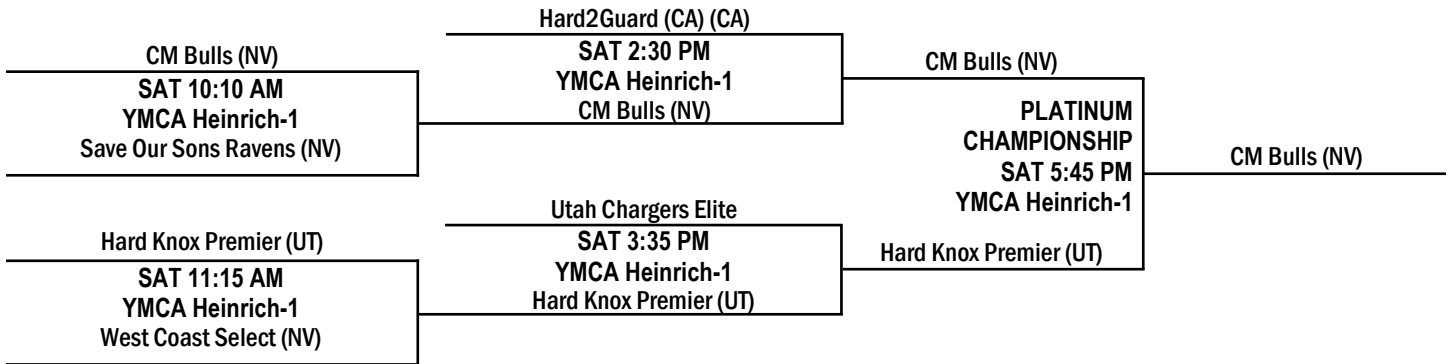 CM Bulls (NV)
SAT 10:10 AM
YMCA Heinrich-1
Save Our Sons Ravens (NV)
Hard Knox Premier (UT)
SAT 11:15 AM
YMCA Heinrich-1
West Coast Select (NV)
Hard2Guard (CA) (CA)
SAT 2:30 PM
YMCA Heinrich-1
CM Bulls (NV)
Utah Chargers Elite
SAT 3:35 PM
YMCA Heinrich-1
Hard Knox Premier (UT)
CM Bulls (NV)
PLATINUM
CHAMPIONSHIP
SAT 5:45 PM
YMCA Heinrich-1
Hard Knox Premier (UT)
CM Bulls (NV)